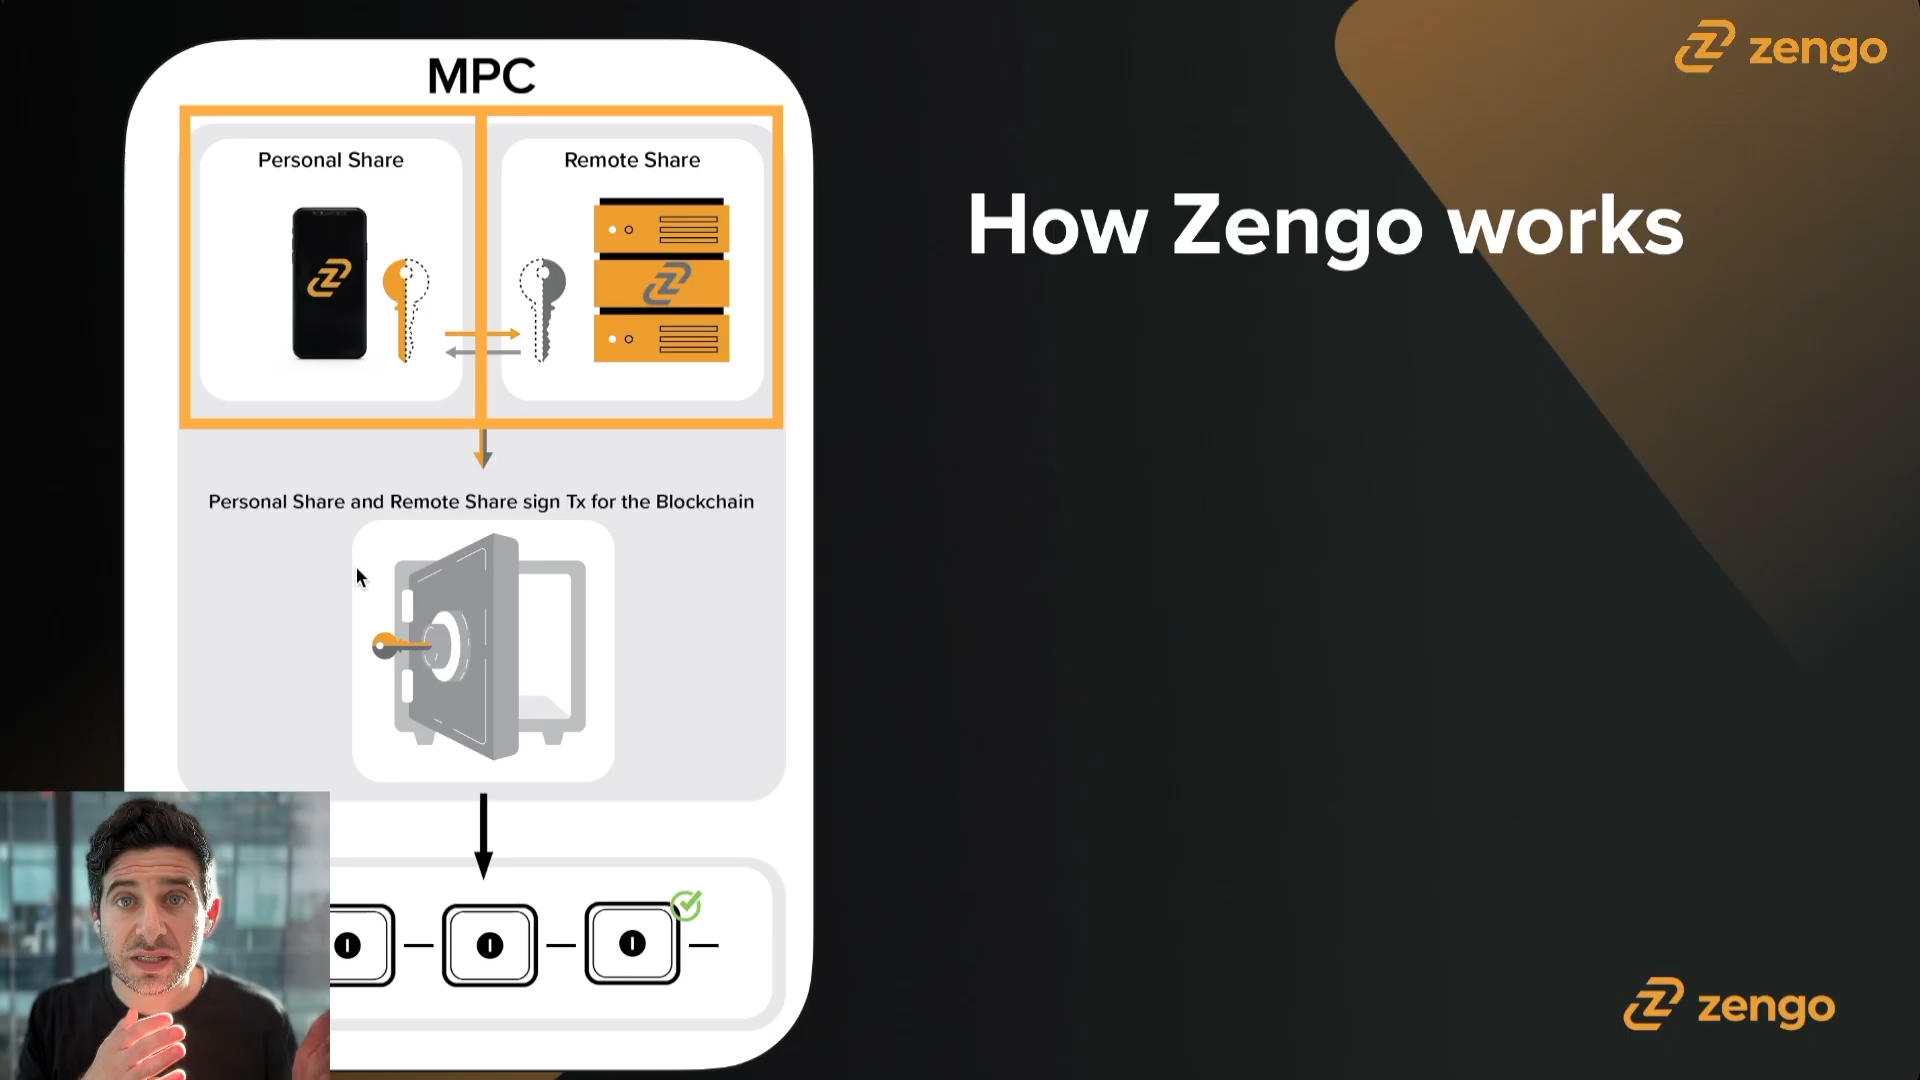 MPC
Personal Share
Remote Share
Personal Share and Remote Share sign Tx for the Blockchain
zengo
How Zengo works
zengo